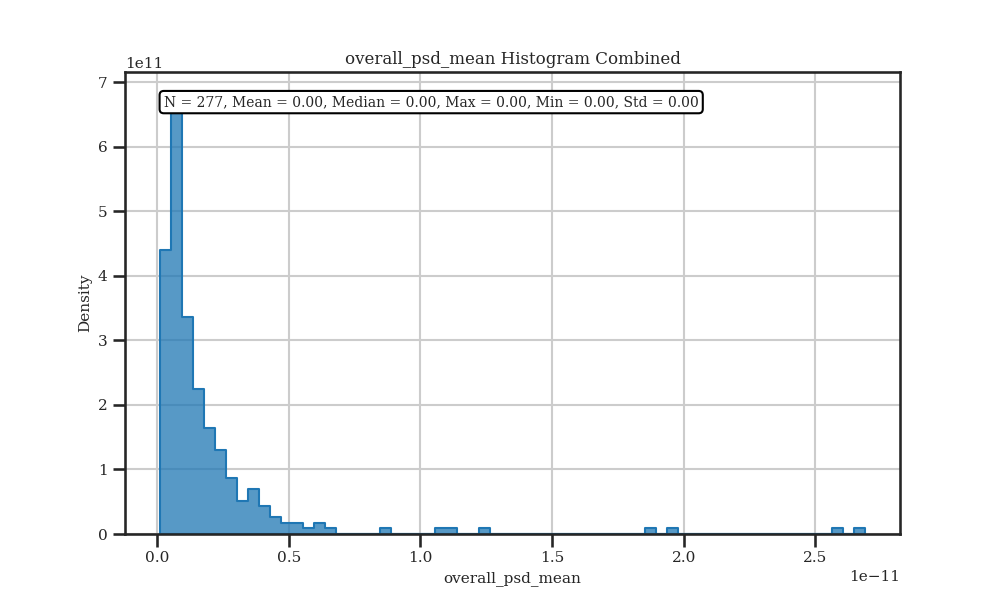 overall_psd_mean Histogram Combined
1e11
N = 277, Mean = 0.00, Median = 0.00, Max = 0.00, Min = 0.00, Std = 0.00
7
6
5
4
3
2
1
0
Density
0.0 0.5 1.0 1.5 2.0 2.5
1e−11
overall_psd_mean